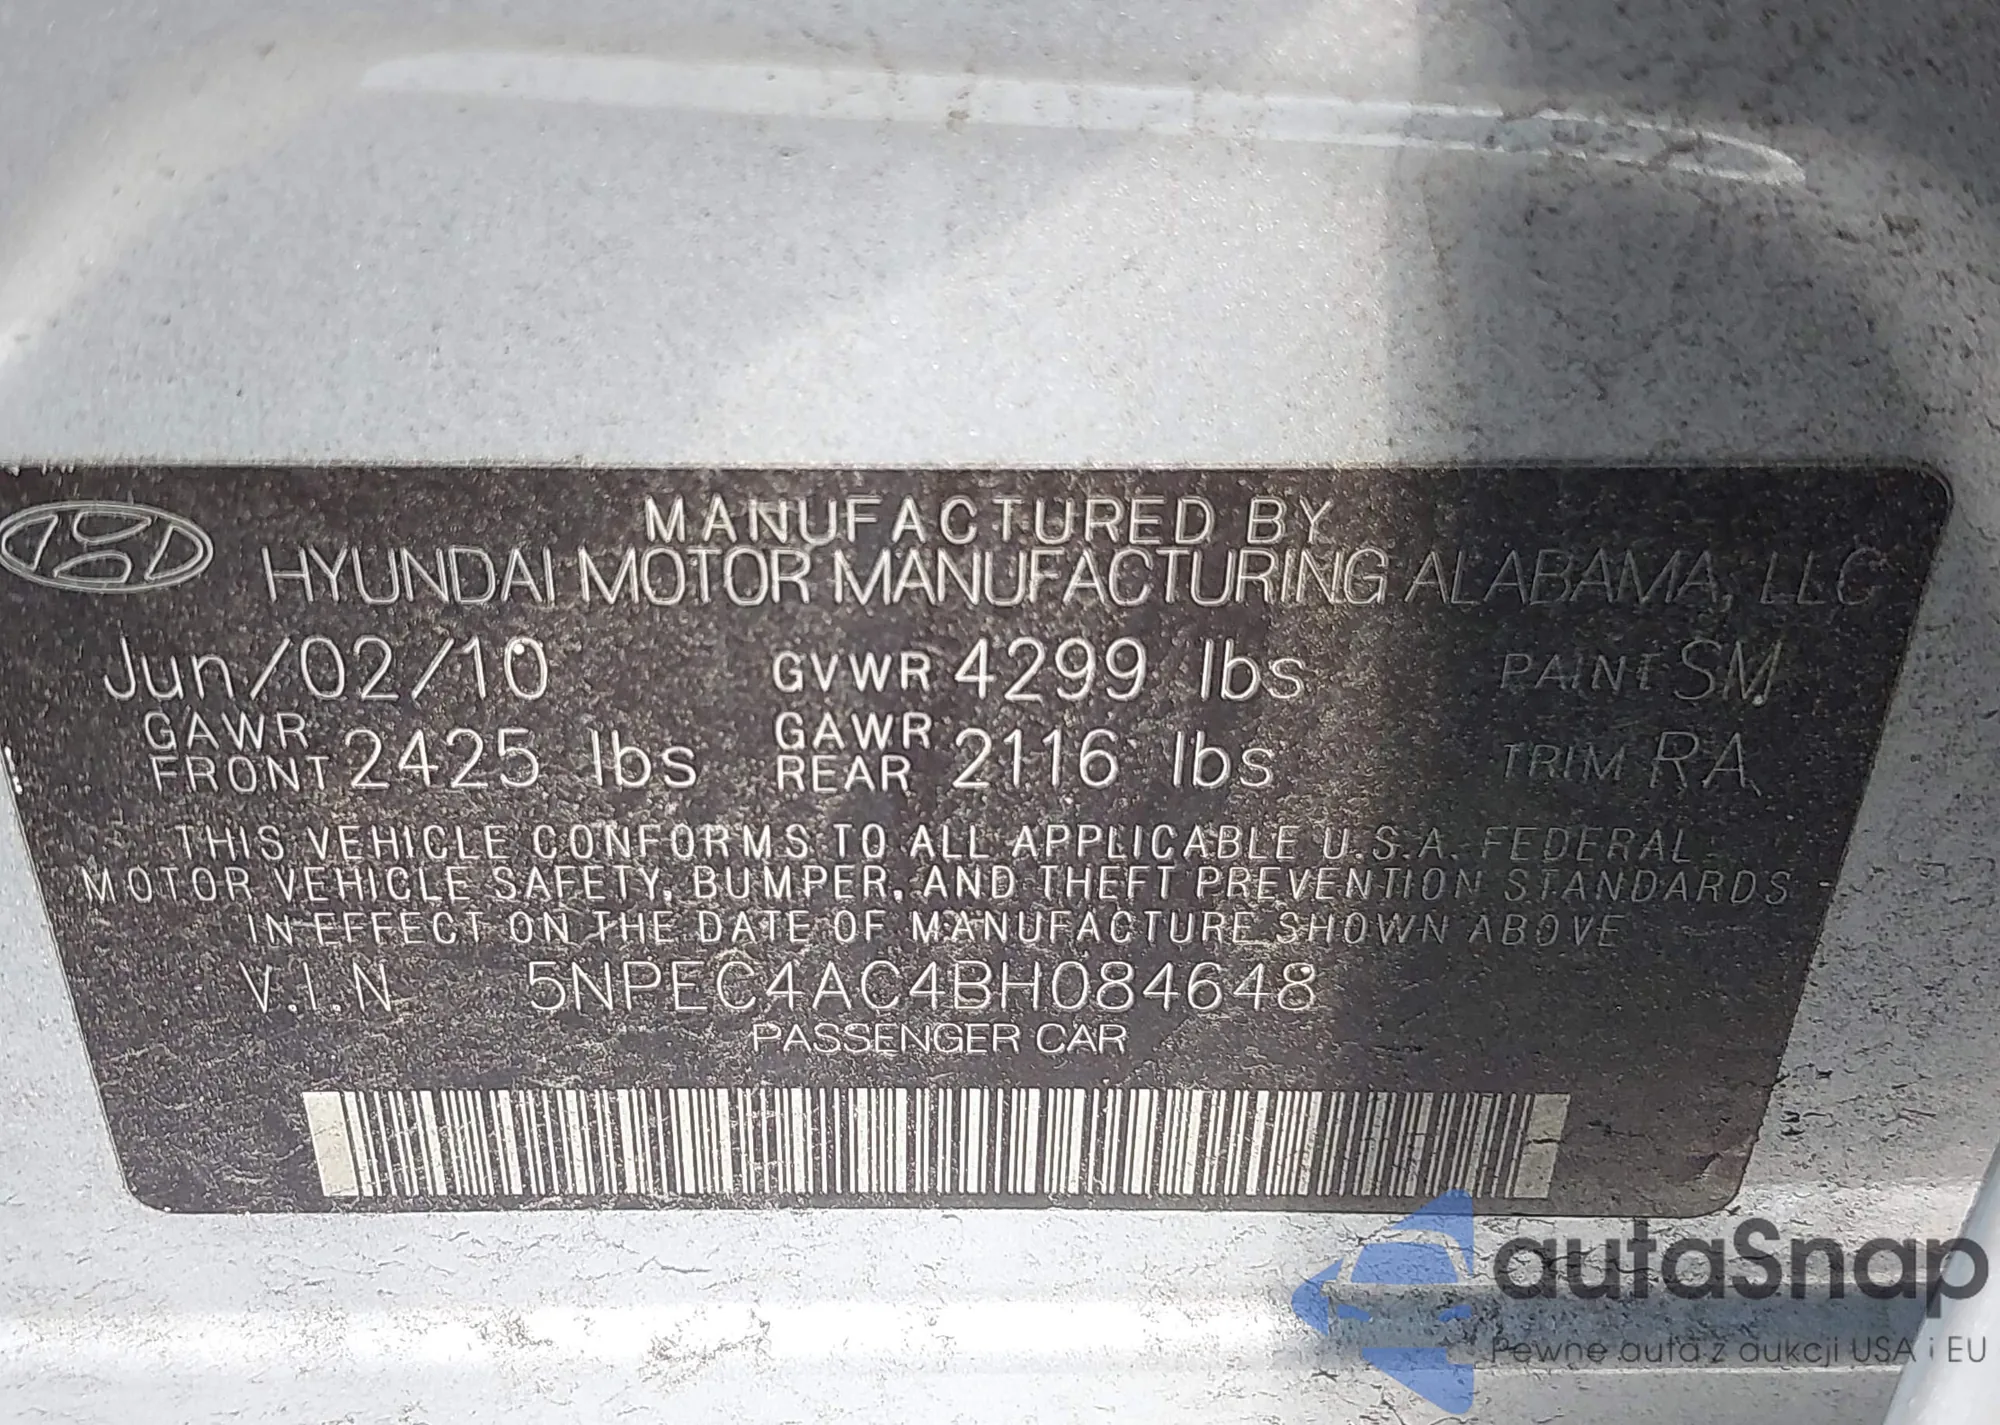 MANUFACTURED BY
HYUNDAI MOTOR MANUFACTURING ALABAMA, LLC
Jun/02/10 GVWR 4299 lbs PAINT SM
GAWR FRONT 2425 lbs GAWR REAR 2116 lbs TRIM RA
THIS VEHICLE CONFORMS TO ALL APPLICABLE U.S.A. FEDERAL
MOTOR VEHICLE SAFETY, BUMPER, AND THEFT PREVENTION STANDARDS
IN EFFECT ON THE DATE OF MANUFACTURE SHOWN ABOVE
V.I.N 5NPEC4AC4BH084648
PASSENGER CAR
autaSnap
Pewne auta z aukcji USA i EU